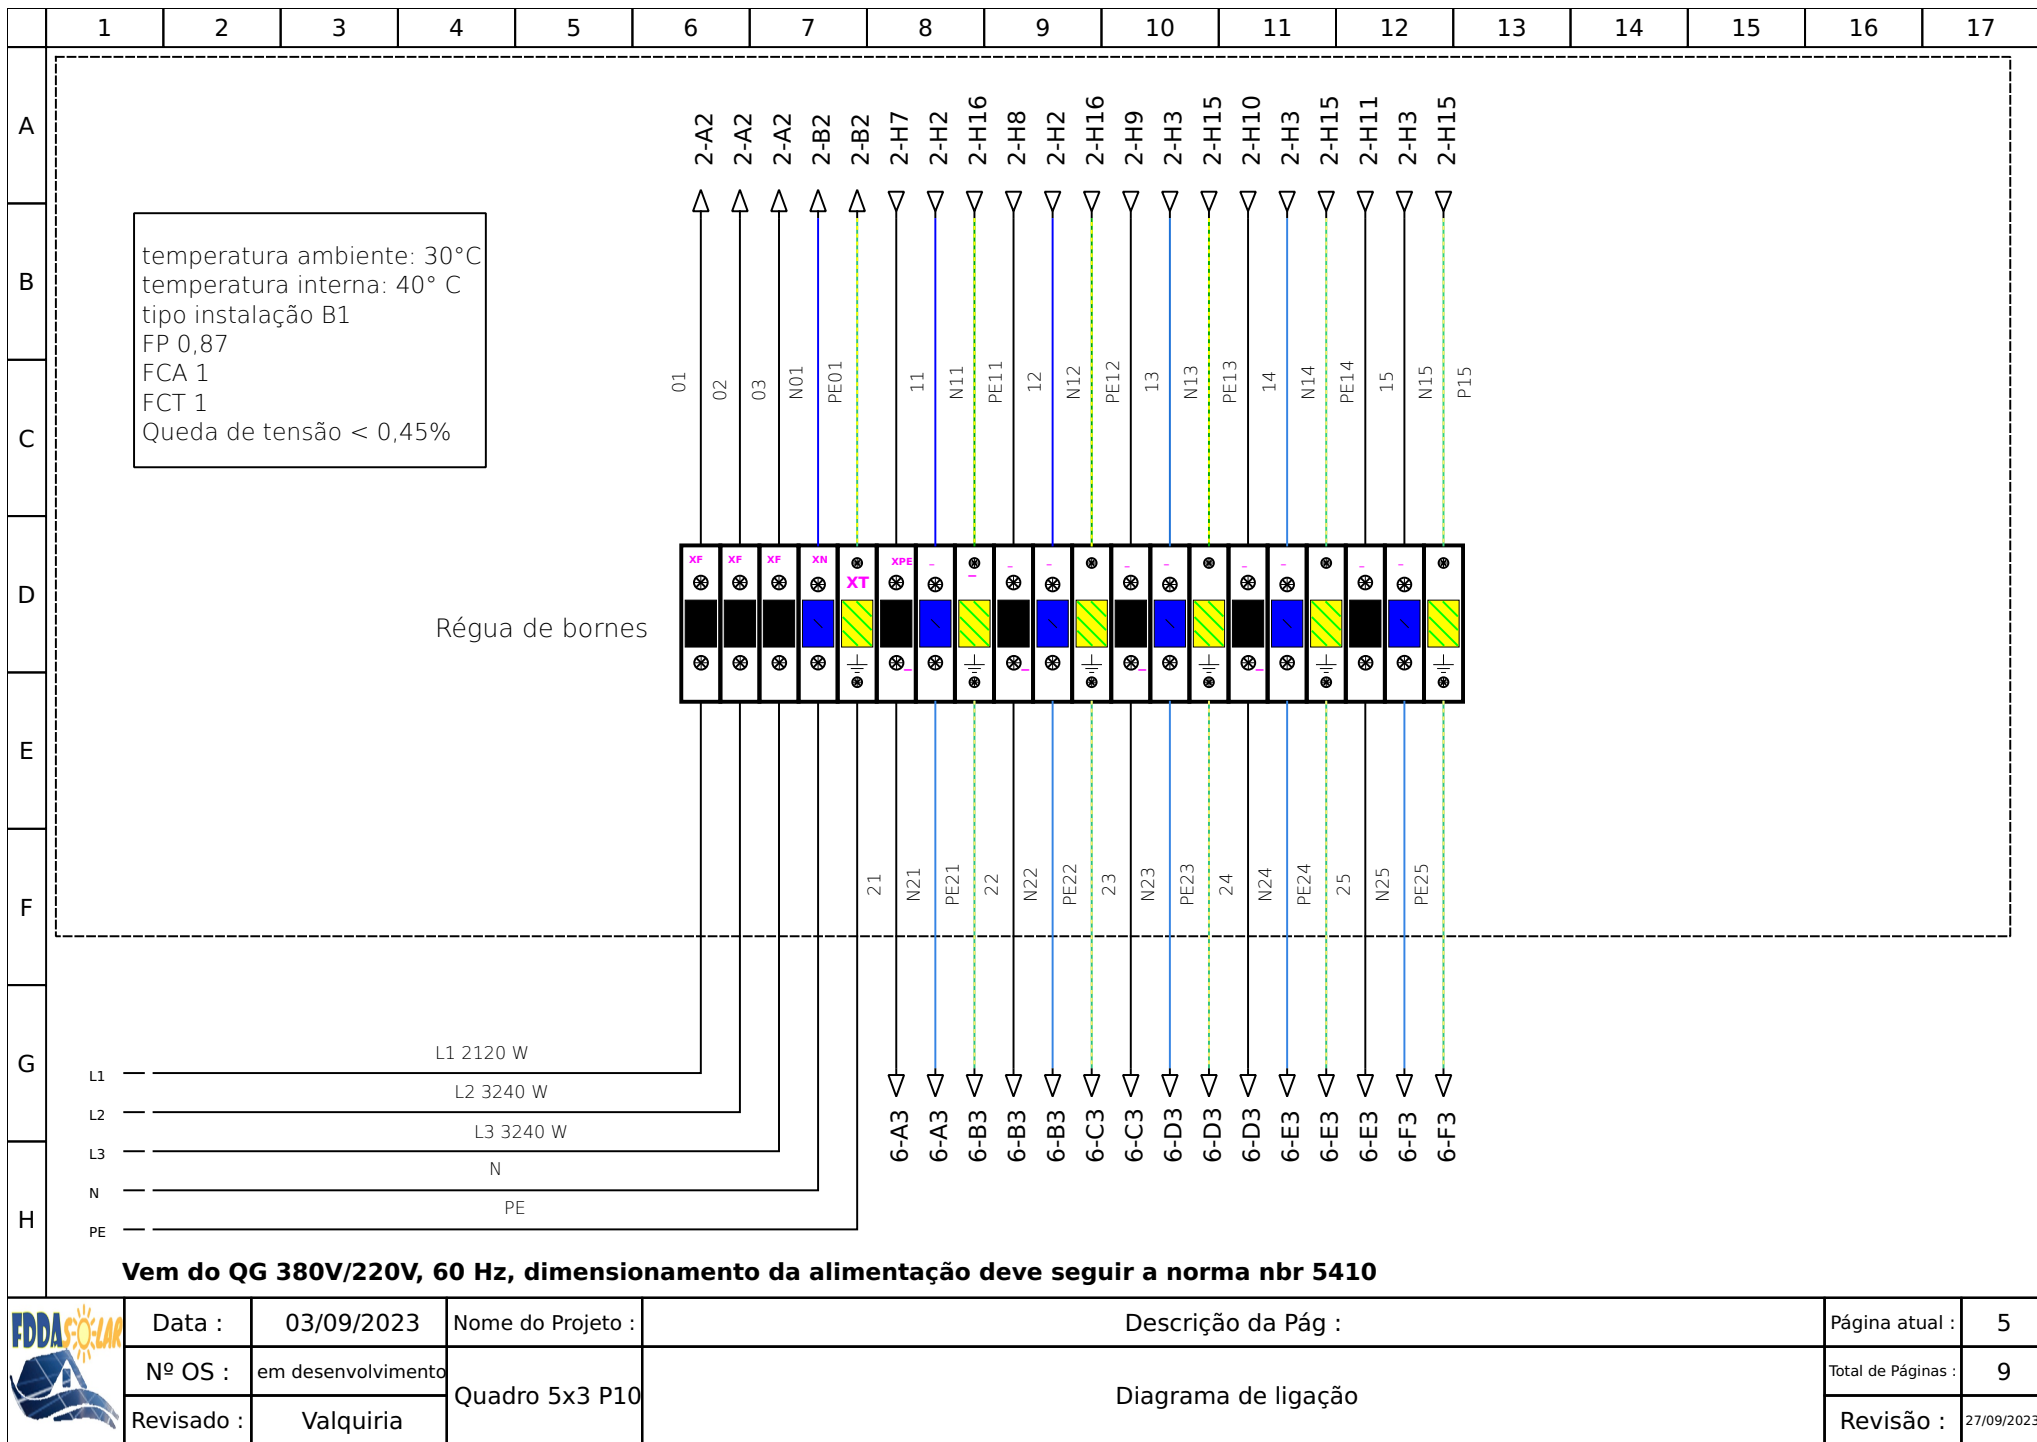 1 2 3 4 5 6 7 8 9 10 11 12 13 14 15 16 17
A
B
C
D
E
F
G
H
2-A2 2-A2 2-A2 2-B2 2-B2 2-H7 2-H2 2-H16 2-H8 2-H2 2-H16 2-H9 2-H3 2-H15 2-H10 2-H3 2-H15 2-H11 2-H3 2-H15
temperatura ambiente: 30°C
temperatura interna: 40° C
tipo instalação B1
FP 0,87
FCA 1
FCT 1
Queda de tensão < 0,45%
01 02 03 N01 PE01 11 N11 PE11 12 N12 PE12 13 N13 PE13 14 N14 PE14 15 N15 P15
XF XF XF XN XT XPE
Régua de bornes
21 N21 PE21 22 N22 PE22 23 N23 PE23 24 N24 PE24 25 N25 PE25
L1 L1 2120 W
L2 L2 3240 W
L3 L3 3240 W
N N
PE PE
6-A3 6-A3 6-B3 6-B3 6-B3 6-C3 6-C3 6-D3 6-D3 6-D3 6-E3 6-E3 6-E3 6-F3 6-F3
Vem do QG 380V/220V, 60 Hz, dimensionamento da alimentação deve seguir a norma nbr 5410
FDDA SOLAR
Data : 03/09/2023
Nº OS : em desenvolvimento
Revisado : Valquiria
Nome do Projeto :
Quadro 5x3 P10
Descrição da Pág :
Diagrama de ligação
Página atual : 5
Total de Páginas : 9
Revisão : 27/09/2023